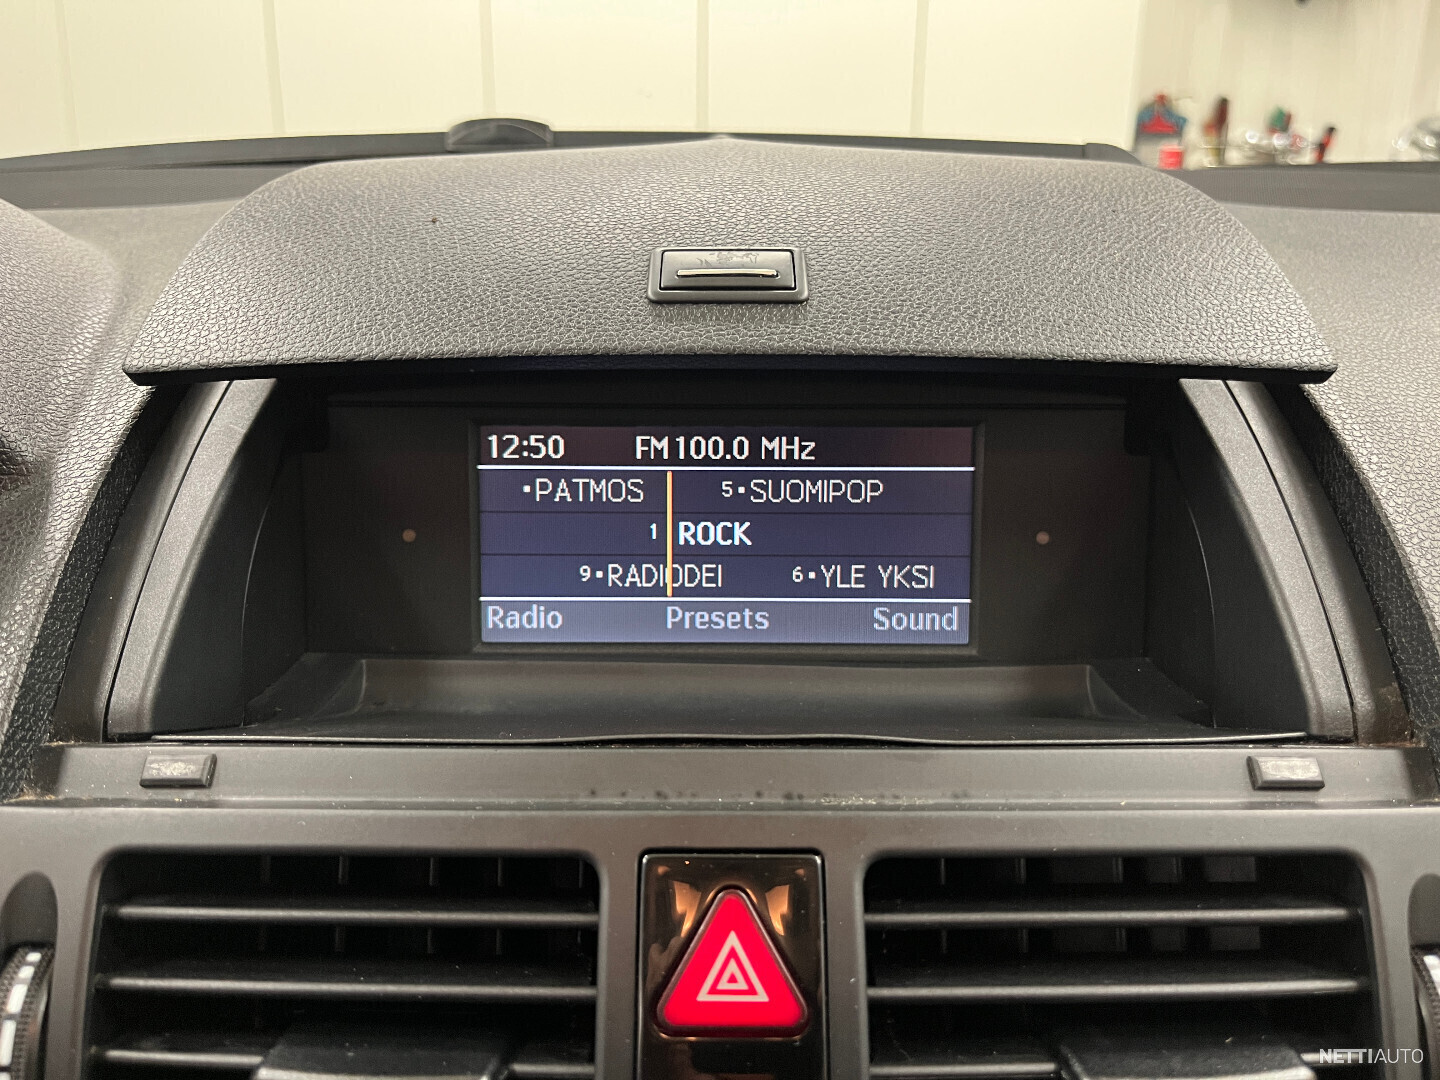 12:50 FM 100.0 MHz
•PATMOS 5•SUOMIPOP
1 ROCK
9•RADIODEI 6•YLE YKSI
Radio Presets Sound
NETTIAUTO